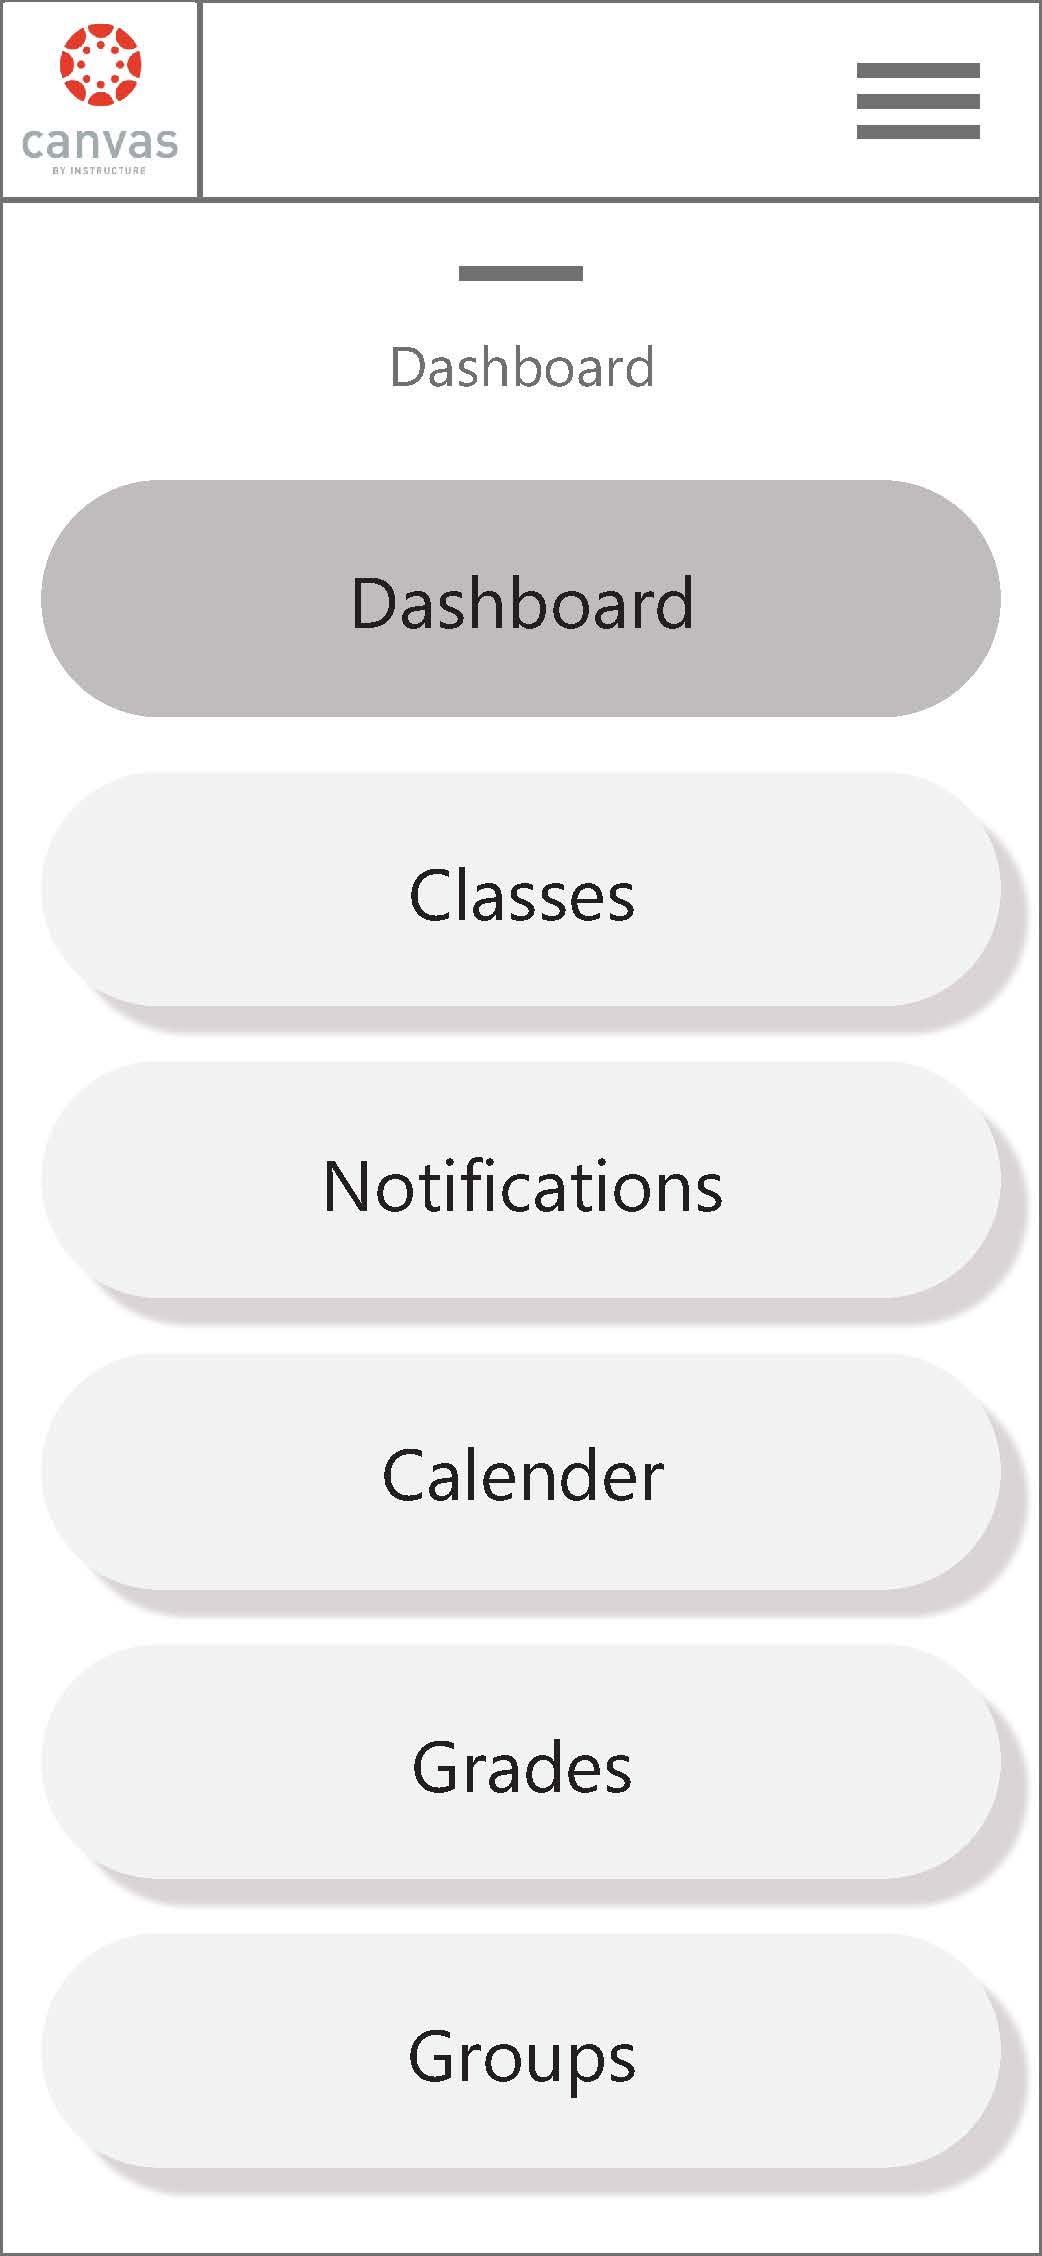 canvas
BY INSTRUCTURE
Dashboard
Dashboard
Classes
Notifications
Calender
Grades
Groups